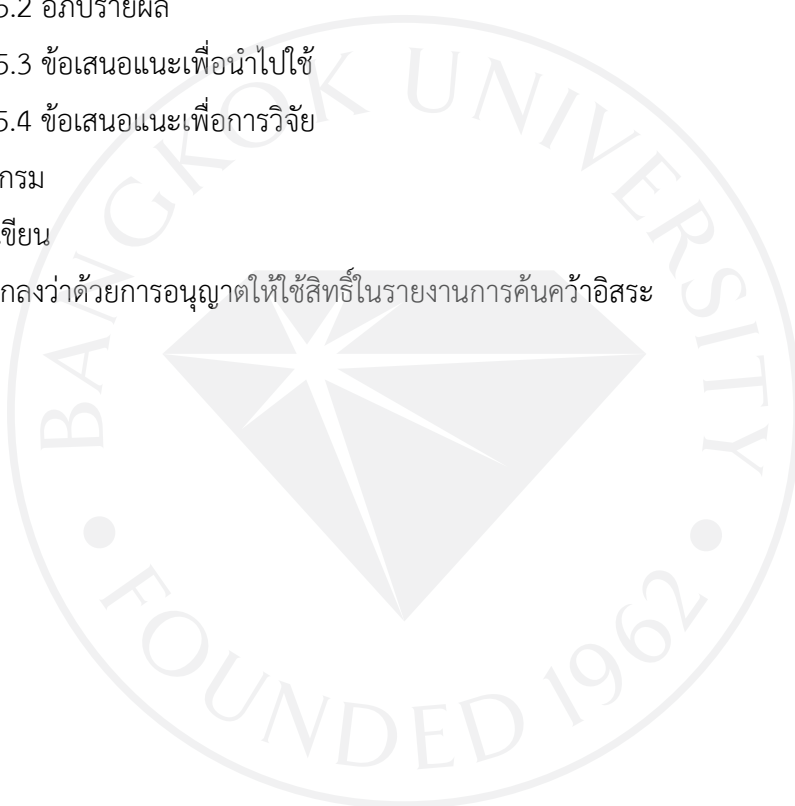 5.2 อภิปรายผล
5.3 ข้อเสนอแนะเพื่อนำไปใช้
5.4 ข้อเสนอแนะเพื่อการวิจัย
กรม
เขียน
กลงว่าด้วยการอนุญาตให้ใช้สิทธิ์ในรายงานการค้นคว้าอิสระ
BANGKOK UNIVERSITY
FOUNDED 1962